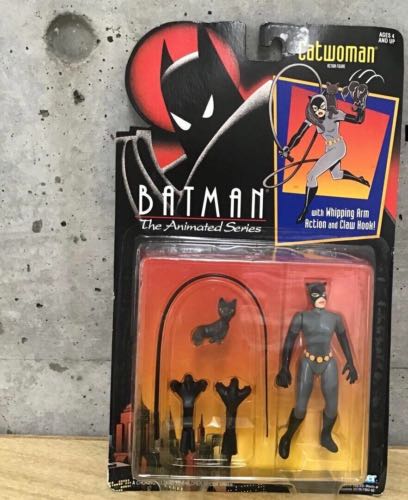 Catwoman
ACTION FIGURE
AGES 4
AND UP
BATMAN
The Animated Series
with Whipping Arm
Action and Claw Hook!